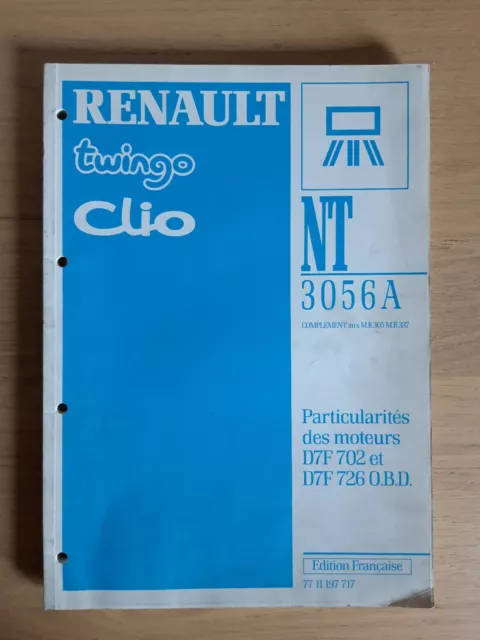 RENAULT
twingo
Clio
NT
3056A
COMPLEMENT aux M.R.305 M.R.337
Particularités
des moteurs
D7F 702 et
D7F 726 O.B.D.
Edition Française
77 11 197 717